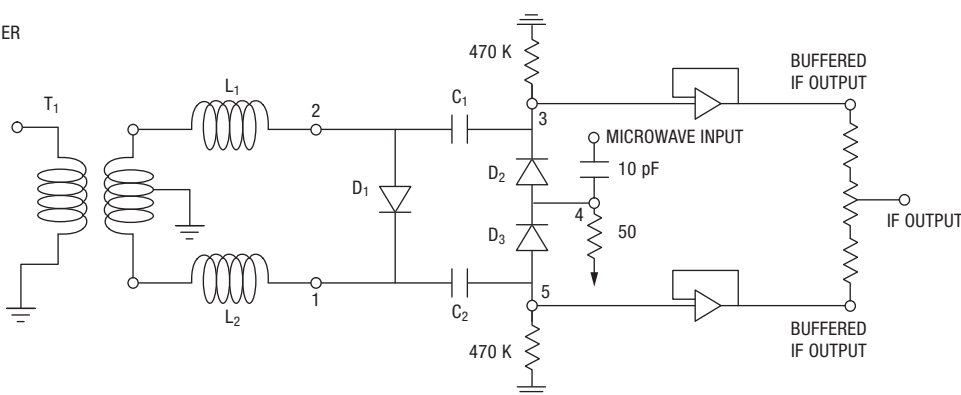 ER
T1
L1
2
C1
470 K
3
BUFFERED
IF OUTPUT
MICROWAVE INPUT
10 pF
D1
D2
D3
4
50
IF OUTPUT
L2
1
C2
5
470 K
BUFFERED
IF OUTPUT